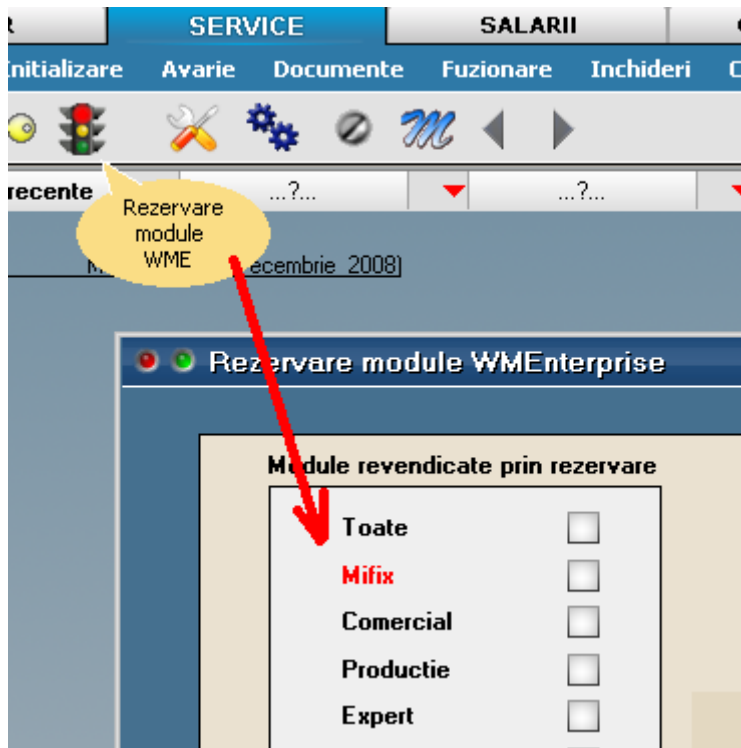 SERVICE SALARII
Initializare Avarie Documente Fuzionare Inchideri
recente ...?... ...?...
Rezervare
module
WME
ecembrie 2008)
Rezervare module WMEnterprise
Module revendicate prin rezervare
Toate
Mifix
Comercial
Productie
Expert